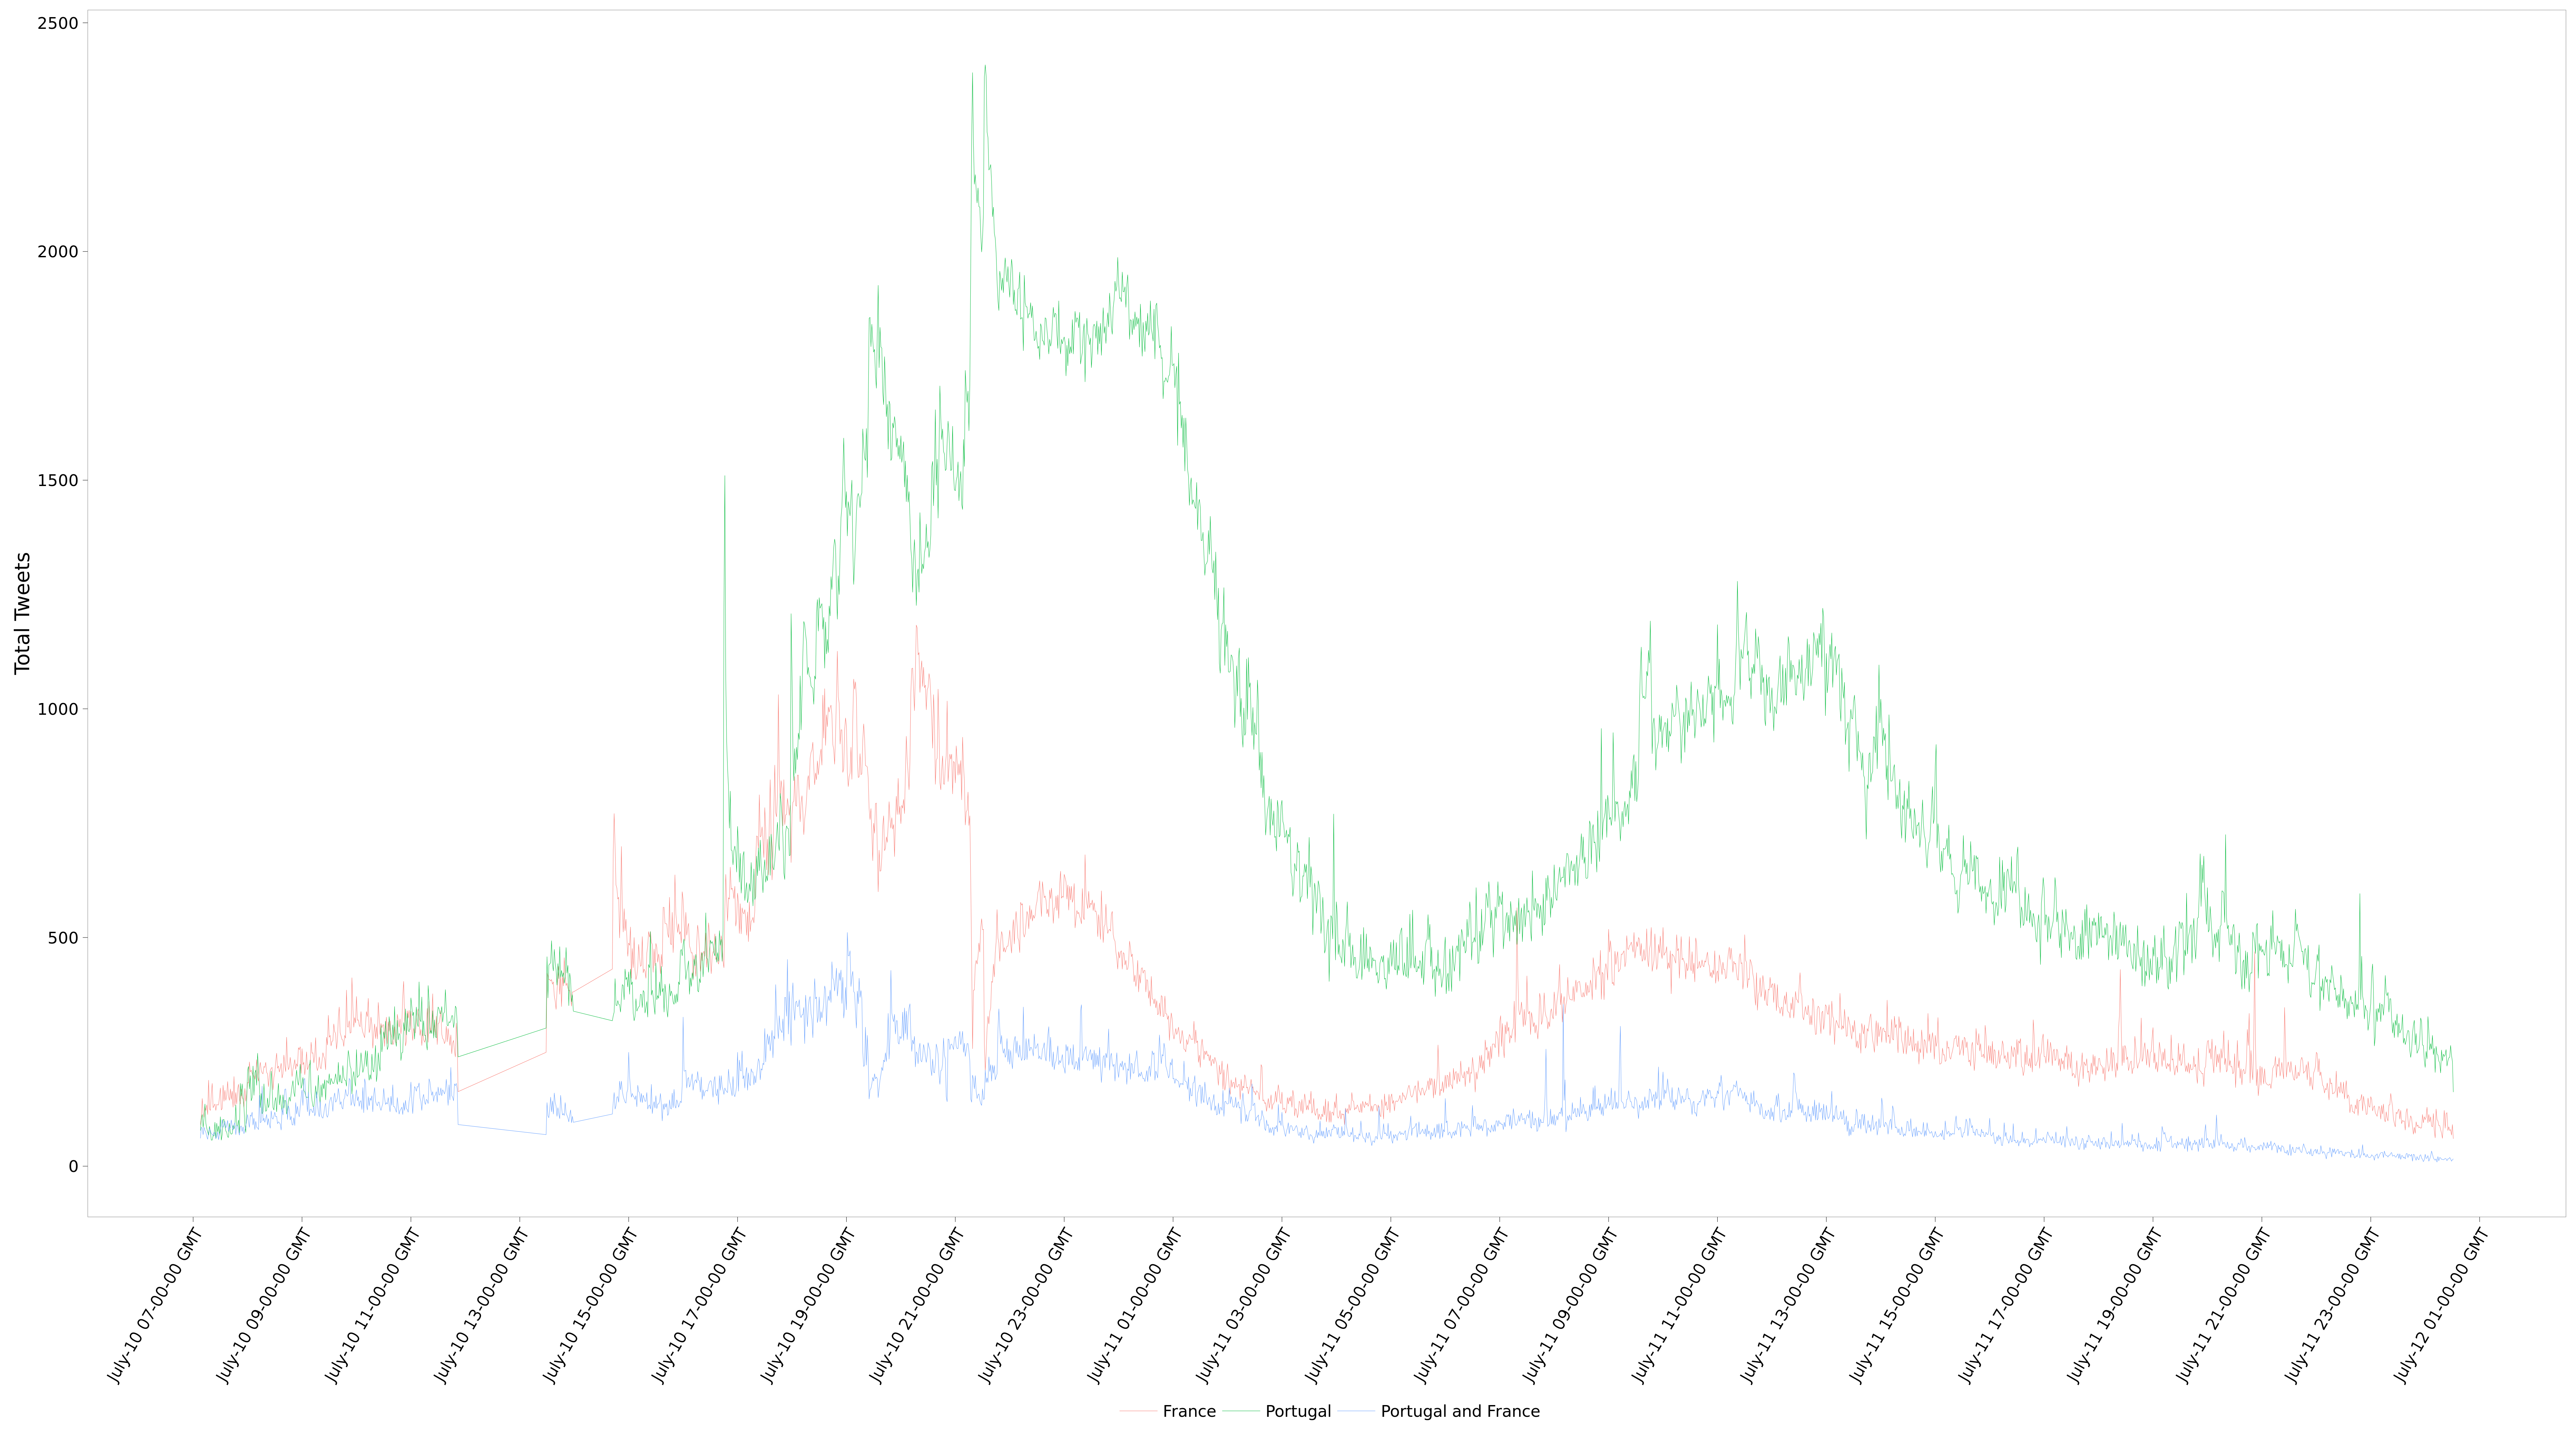 2500
2000
1500
1000
500
0
Total Tweets
July-10 07-00-00 GMT
July-10 09-00-00 GMT
July-10 11-00-00 GMT
July-10 13-00-00 GMT
July-10 15-00-00 GMT
July-10 17-00-00 GMT
July-10 19-00-00 GMT
July-10 21-00-00 GMT
July-10 23-00-00 GMT
July-11 01-00-00 GMT
July-11 03-00-00 GMT
July-11 05-00-00 GMT
July-11 07-00-00 GMT
July-11 09-00-00 GMT
July-11 11-00-00 GMT
July-11 13-00-00 GMT
July-11 15-00-00 GMT
July-11 17-00-00 GMT
July-11 19-00-00 GMT
July-11 21-00-00 GMT
July-11 23-00-00 GMT
July-12 01-00-00 GMT
France Portugal Portugal and France